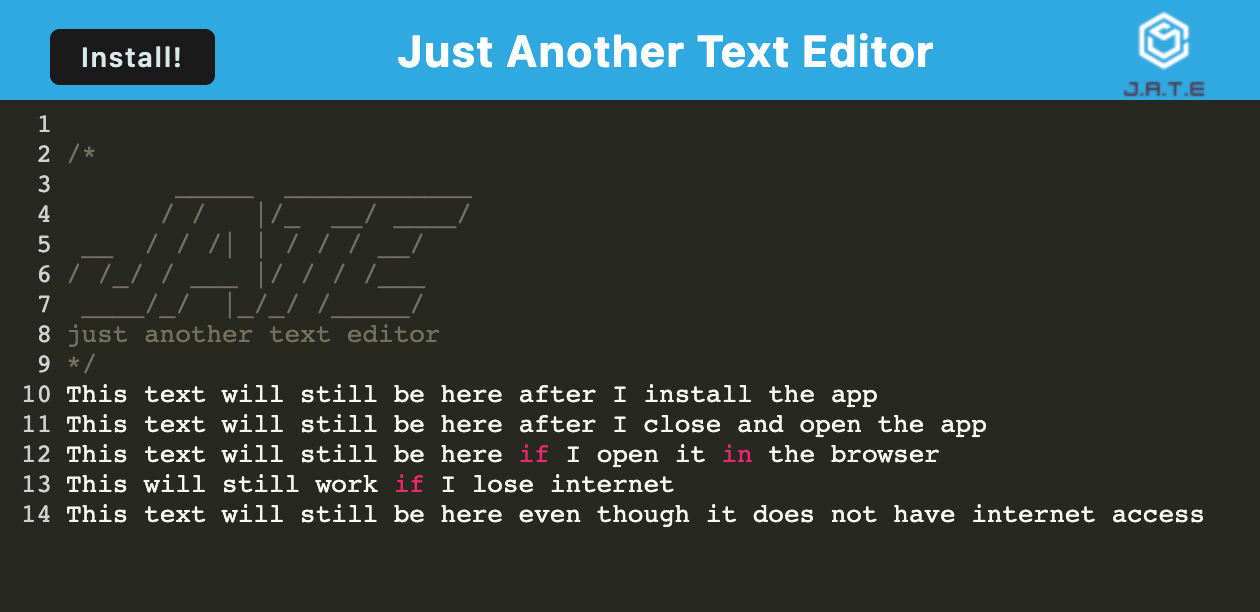 Install!
Just Another Text Editor
J.A.T.E
1
2 /*
3        _____  ____________
4       / /   |/_  __/ ____/
5  __  / / /| | / / / __/
6 / /_/ / ___ |/ / / /___
7  ____/_/  |_/_/ /_____/
8 just another text editor
9 */
10 This text will still be here after I install the app
11 This text will still be here after I close and open the app
12 This text will still be here if I open it in the browser
13 This will still work if I lose internet
14 This text will still be here even though it does not have internet access